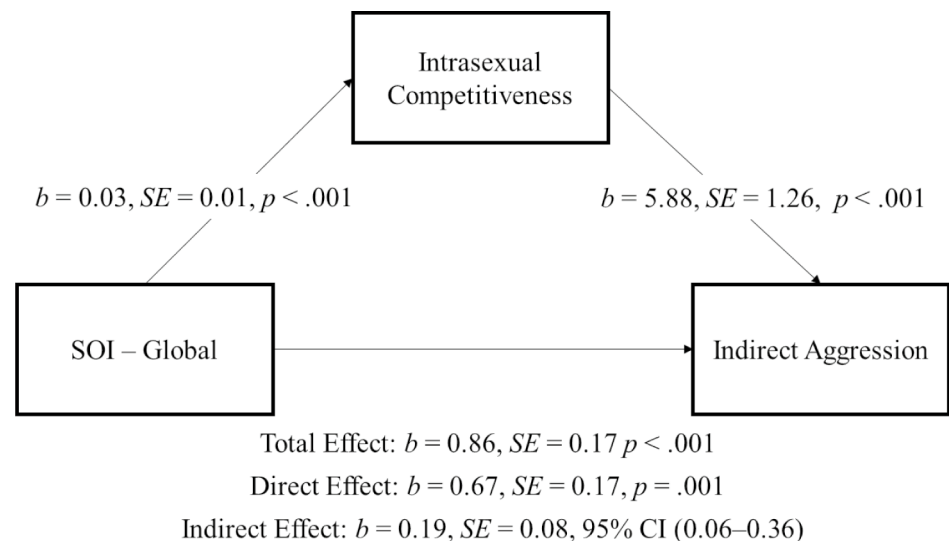 Intrasexual
Competitiveness
b = 0.03, SE = 0.01, p < .001
b = 5.88, SE = 1.26, p < .001
SOI – Global
Indirect Aggression
Total Effect: b = 0.86, SE = 0.17 p < .001
Direct Effect: b = 0.67, SE = 0.17, p = .001
Indirect Effect: b = 0.19, SE = 0.08, 95% CI (0.06–0.36)